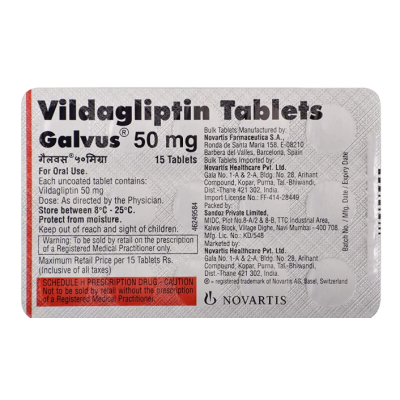 Vildagliptin Tablets
Galvus® 50 mg
गैलवस® ५० मिग्रा
15 Tablets
For Oral Use.
Each uncoated tablet contains:
Vildagliptin 50 mg
Dose: As directed by the Physician.
Store between 8°C - 25°C.
Protect from moisture.
Keep out of reach and sight of children.
Warning: To be sold by retail on the prescription
of a Registered Medical Practitioner only.
Maximum Retail Price per 15 Tablets Rs.
(Inclusive of all taxes)
SCHEDULE H PRESCRIPTION DRUG - CAUTION
Not to be sold by retail without the prescription
of a Registered Medical Practitioner.
46249584
Bulk Tablets Manufactured by:
Novartis Farmaceutica S.A.,
Ronda de Santa Maria 158, E-08210
Barbera del Valles, Barcelona, Spain
Bulk Tablets Imported by:
Novartis Healthcare Pvt. Ltd.
Gala No. 1-A & 2-A, Bldg. No. 28, Arihant
Compound, Kopar, Purna, Tal.-Bhiwandi,
Dist.-Thane 421 302, India
Import License No.: FF-414-28449
Packed by:
Sandoz Private Limited,
MIDC, Plot No.8-A/2 & 8-B, TTC Industrial Area,
Kalwe Block, Village Dighe, Navi Mumbai - 400 708.
Mfg. Lic. No.: KD/548
Marketed by:
Novartis Healthcare Pvt. Ltd.
Gala No. 1-A & 2-A, Bldg. No. 28, Arihant
Compound, Kopar, Purna, Tal.-Bhiwandi,
Dist.-Thane 421 302, India.
® = registered trademark of Novartis AG, Basel, Switzerland
NOVARTIS
Batch No. / Mfg. Date / Expiry Date